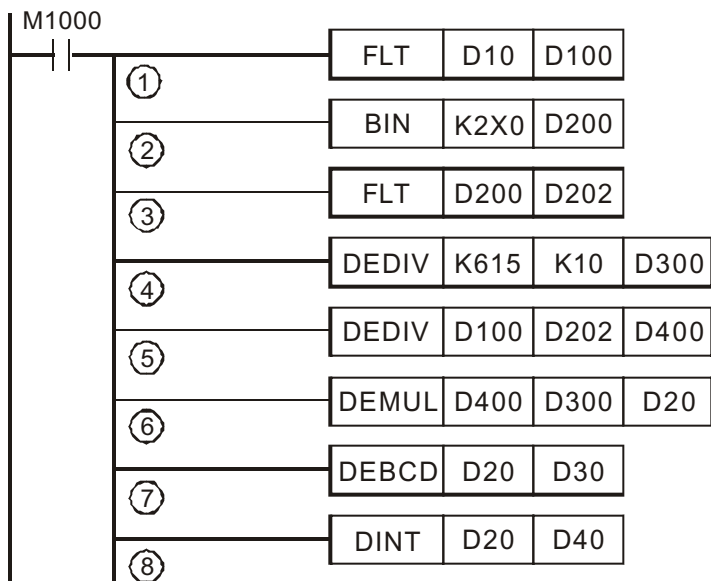 M1000
FLT D10 D100
1
BIN K2X0 D200
2
FLT D200 D202
3
DEDIV K615 K10 D300
4
DEDIV D100 D202 D400
5
DEMUL D400 D300 D20
6
DEBCD D20 D30
7
DINT D20 D40
8